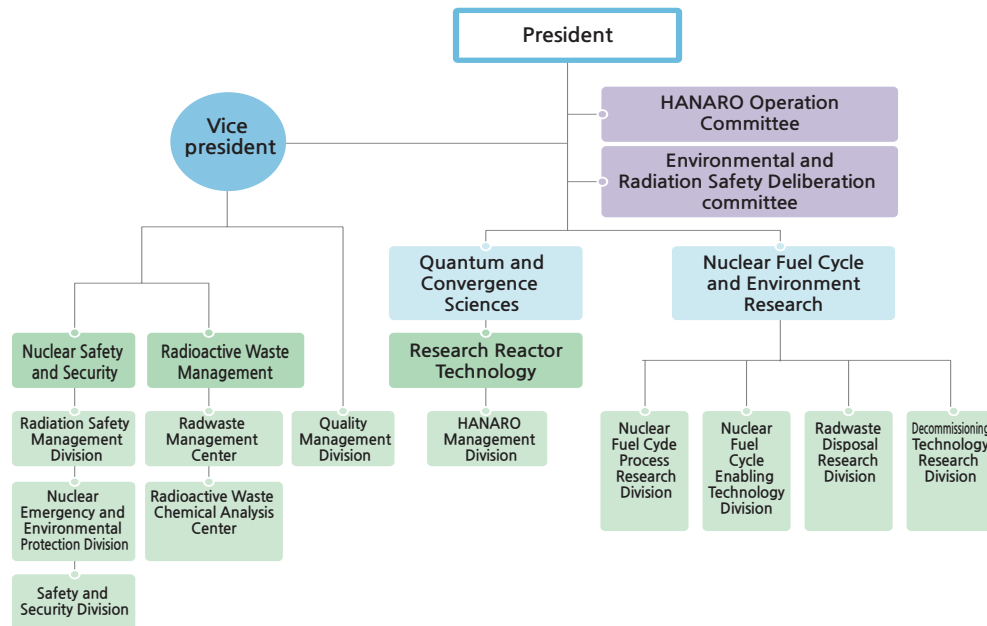 President
HANARO Operation
Committee
Vice
president
Environmental and
Radiation Safety Deliberation
committee
Quantum and
Convergence
Sciences
Nuclear Fuel Cycle
and Environment
Research
Nuclear Safety
and Security
Radioactive Waste
Management
Research Reactor
Technology
Radiation Safety
Management
Division
Radwaste
Management
Center
Quality
Management
Division
HANARO
Management
Division
Nuclear
Fuel Cyde
Process
Research
Division
Nuclear
Fuel
Cycle
Enabling
Technology
Division
Radwaste
Disposal
Research
Division
Decommissioning
Technology
Research
Division
Nuclear
Emergency and
Environmental
Protection Division
Radioactive Waste
Chemical Analysis
Center
Safety and
Security Division